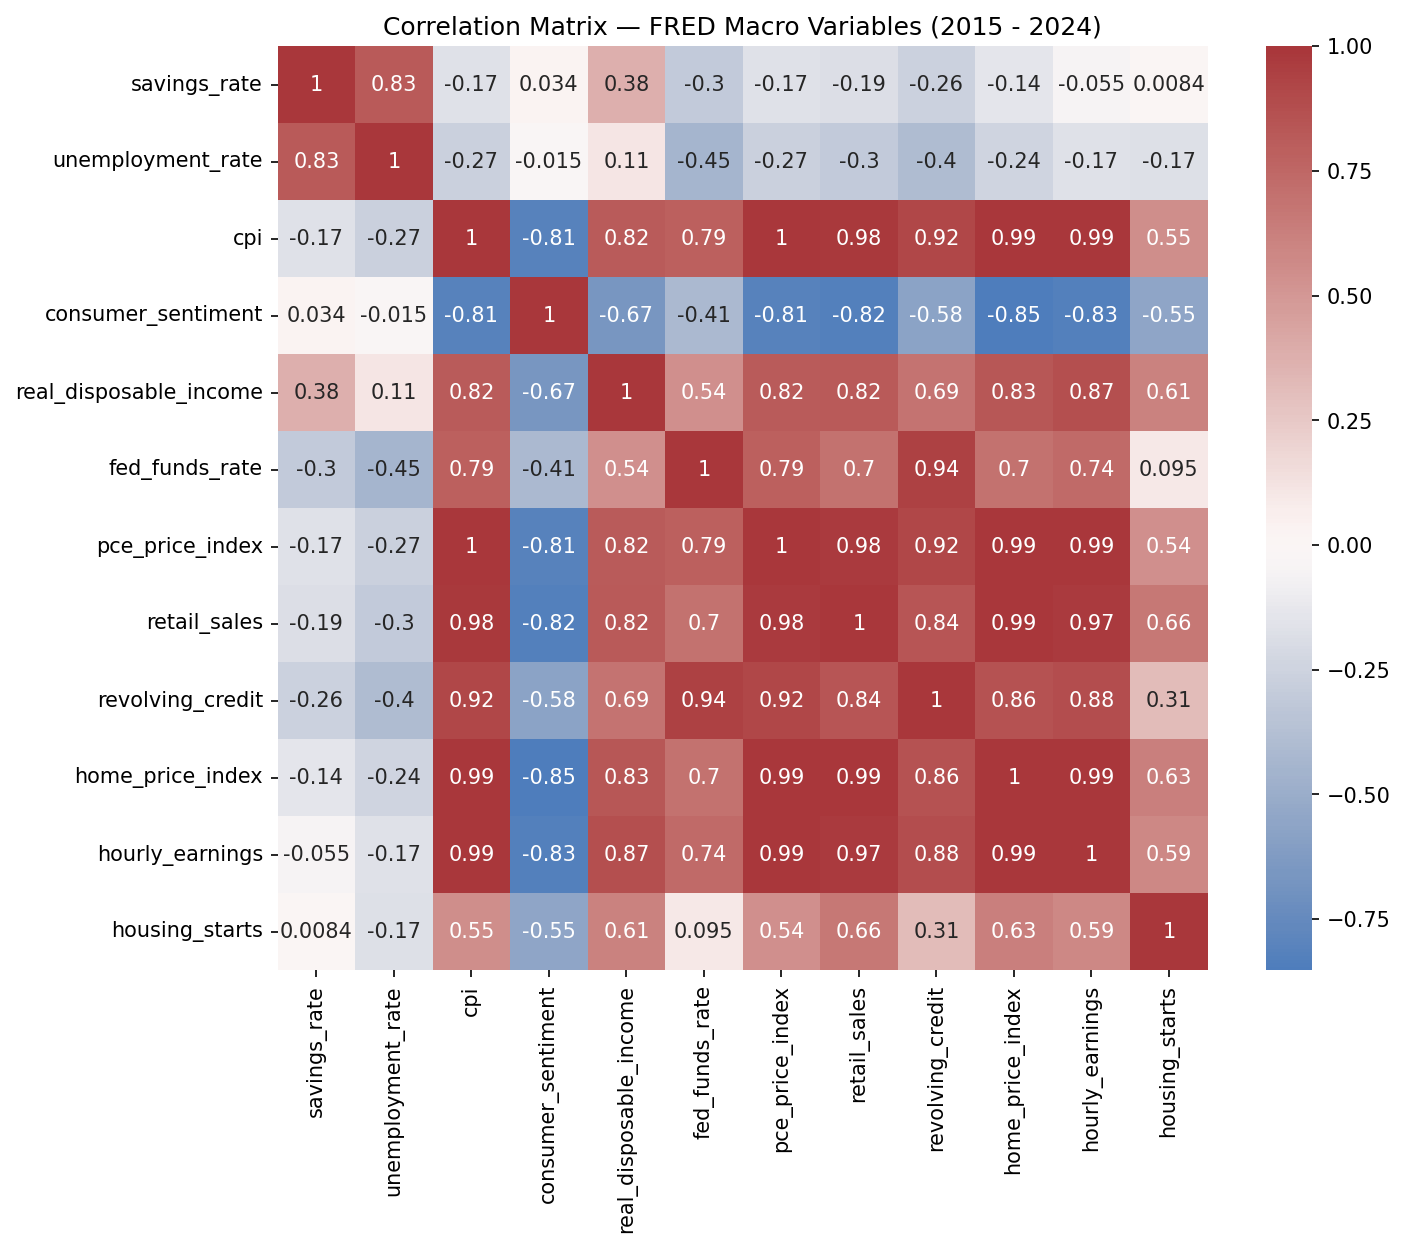 Correlation Matrix — FRED Macro Variables (2015 - 2024)
savings_rate 1 0.83 -0.17 0.034 0.38 -0.3 -0.17 -0.19 -0.26 -0.14 -0.055 0.0084
unemployment_rate 0.83 1 -0.27 -0.015 0.11 -0.45 -0.27 -0.3 -0.4 -0.24 -0.17 -0.17
cpi -0.17 -0.27 1 -0.81 0.82 0.79 1 0.98 0.92 0.99 0.99 0.55
consumer_sentiment 0.034 -0.015 -0.81 1 -0.67 -0.41 -0.81 -0.82 -0.58 -0.85 -0.83 -0.55
real_disposable_income 0.38 0.11 0.82 -0.67 1 0.54 0.82 0.82 0.69 0.83 0.87 0.61
fed_funds_rate -0.3 -0.45 0.79 -0.41 0.54 1 0.79 0.7 0.94 0.7 0.74 0.095
pce_price_index -0.17 -0.27 1 -0.81 0.82 0.79 1 0.98 0.92 0.99 0.99 0.54
retail_sales -0.19 -0.3 0.98 -0.82 0.82 0.7 0.98 1 0.84 0.99 0.97 0.66
revolving_credit -0.26 -0.4 0.92 -0.58 0.69 0.94 0.92 0.84 1 0.86 0.88 0.31
home_price_index -0.14 -0.24 0.99 -0.85 0.83 0.7 0.99 0.99 0.86 1 0.99 0.63
hourly_earnings -0.055 -0.17 0.99 -0.83 0.87 0.74 0.99 0.97 0.88 0.99 1 0.59
housing_starts 0.0084 -0.17 0.55 -0.55 0.61 0.095 0.54 0.66 0.31 0.63 0.59 1
savings_rate
unemployment_rate
cpi
consumer_sentiment
real_disposable_income
fed_funds_rate
pce_price_index
retail_sales
revolving_credit
home_price_index
hourly_earnings
housing_starts
1.00
0.75
0.50
0.25
0.00
−0.25
−0.50
−0.75